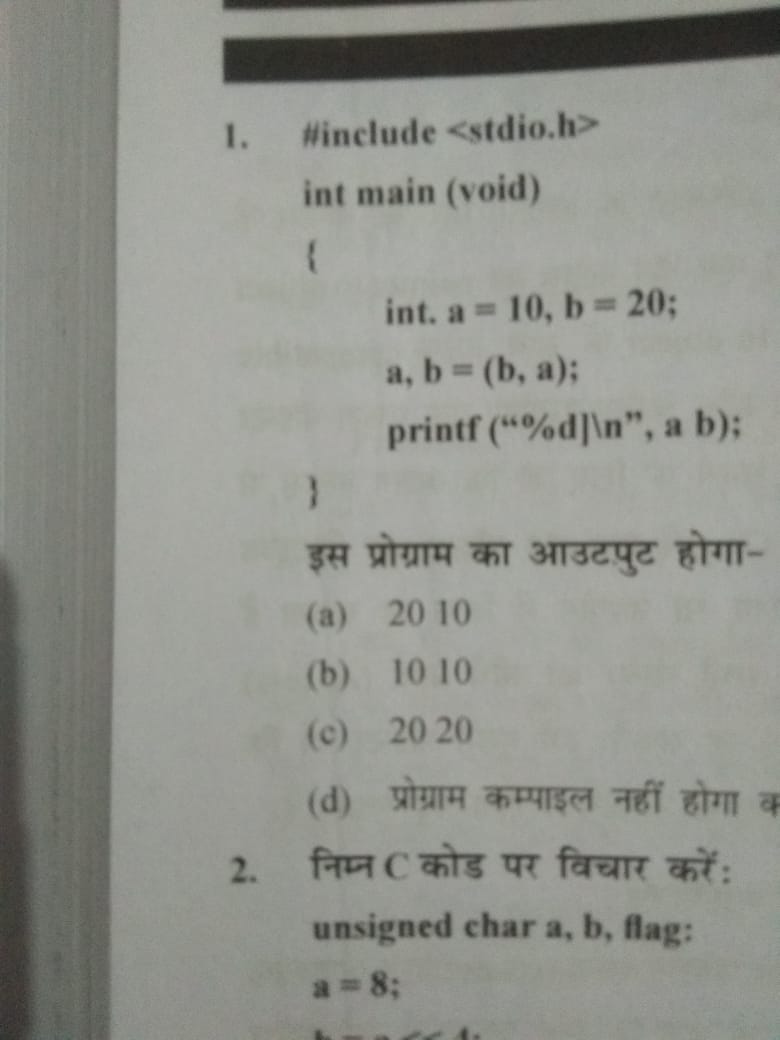 1. #include <stdio.h>
int main (void)
{
int. a = 10, b = 20;
a, b = (b, a);
printf (“%d]\n”, a b);
}
इस प्रोग्राम का आउटपुट होगा-
(a) 20 10
(b) 10 10
(c) 20 20
(d) प्रोग्राम कम्पाइल नहीं होगा
2. निम्न C कोड पर विचार करें:
unsigned char a, b, flag:
a = 8;